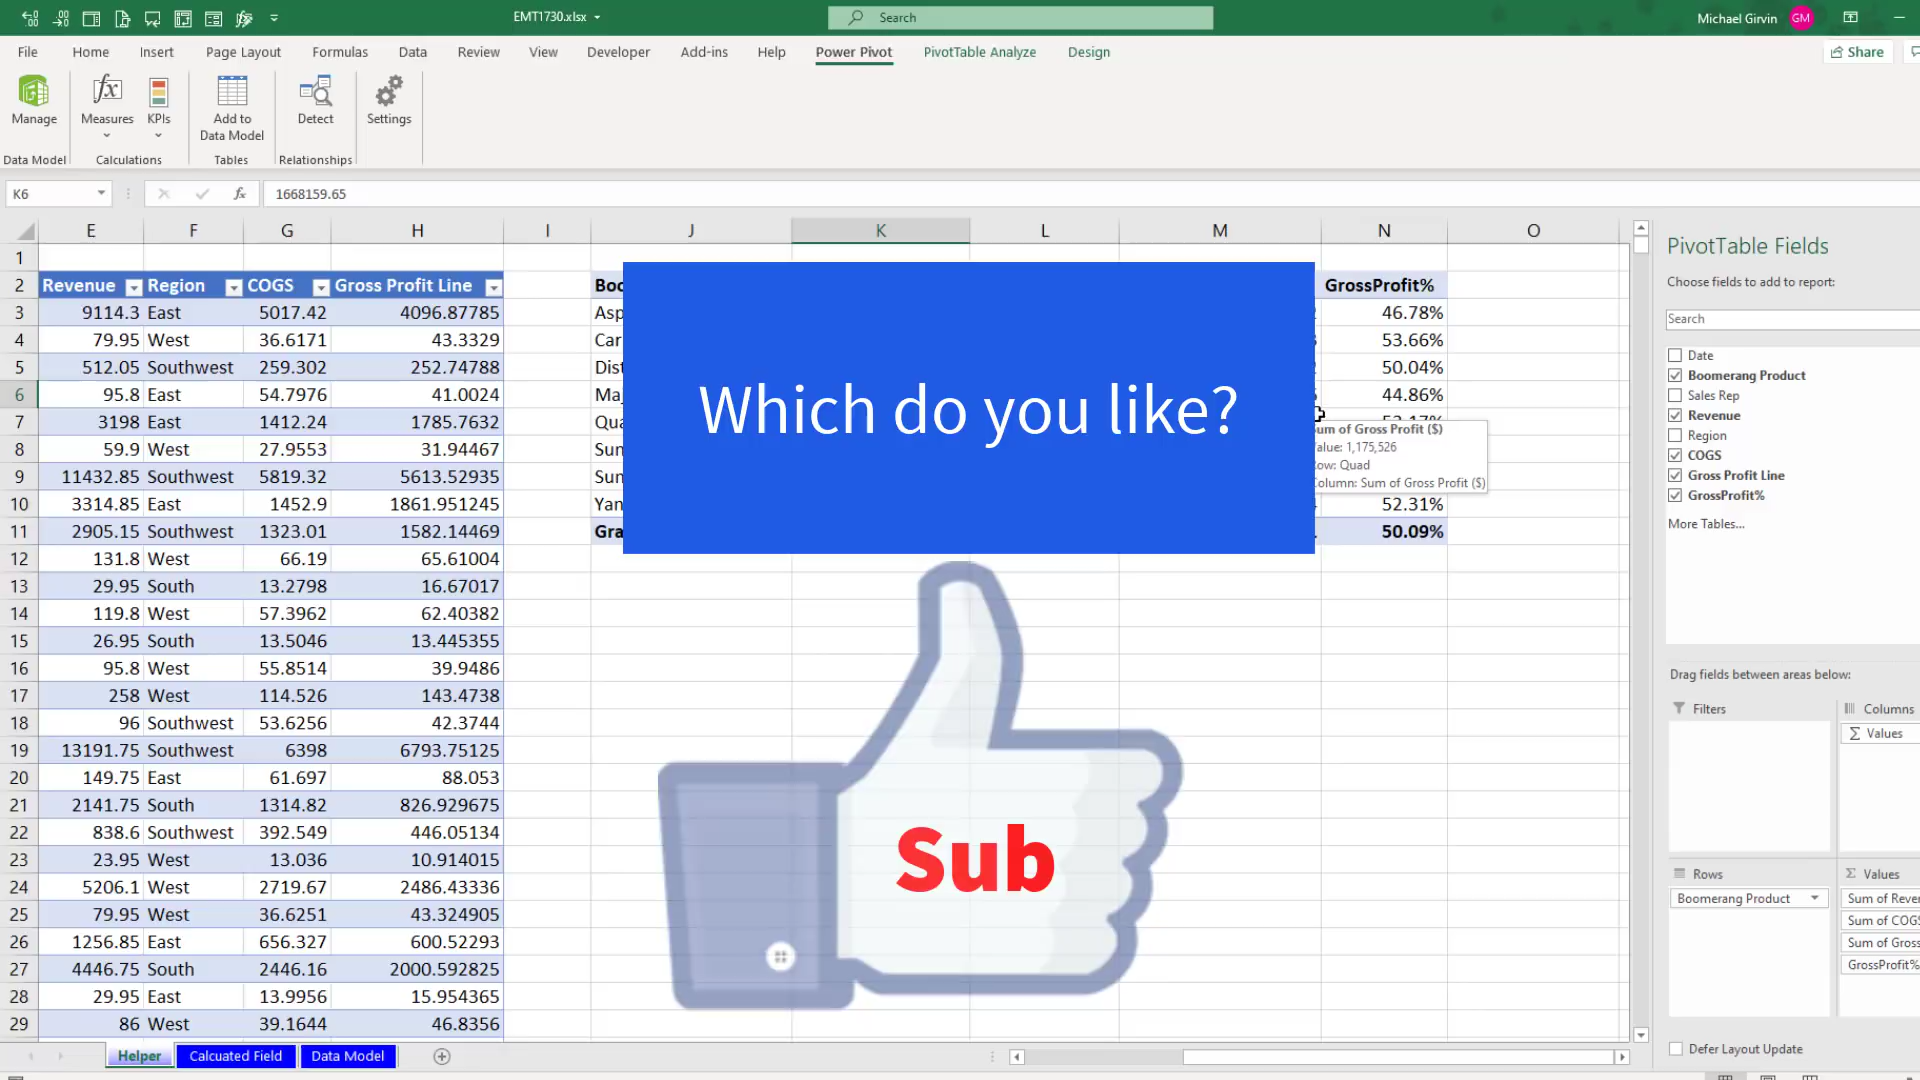 EMT1730.xlsx
Search
Michael Girvin
GM
File Home Insert Page Layout Formulas Data Review View Developer Add-ins Help Power Pivot PivotTable Analyze Design Share
Manage Measures KPIs Add to Data Model Detect Settings
Data Model Calculations Tables Relationships
K6 fx 1668159.65
E F G H I J K L M N O
1
2 Revenue Region COGS Gross Profit Line GrossProfit%
3 9114.3 East 5017.42 4096.87785 46.78%
4 79.95 West 36.6171 43.3329 53.66%
5 512.05 Southwest 259.302 252.74788 50.04%
6 95.8 East 54.7976 41.0024 44.86%
7 3198 East 1412.24 1785.7632
8 59.9 West 27.9553 31.94467
9 11432.85 Southwest 5819.32 5613.52935
10 3314.85 East 1452.9 1861.951245 52.31%
11 2905.15 Southwest 1323.01 1582.14469 50.09%
12 131.8 West 66.19 65.61004
13 29.95 South 13.2798 16.67017
14 119.8 West 57.3962 62.40382
15 26.95 South 13.5046 13.445355
16 95.8 West 55.8514 39.9486
17 258 West 114.526 143.4738
18 96 Southwest 53.6256 42.3744
19 13191.75 Southwest 6398 6793.75125
20 149.75 East 61.697 88.053
21 2141.75 South 1314.82 826.929675
22 838.6 Southwest 392.549 446.05134
23 23.95 West 13.036 10.914015
24 5206.1 West 2719.67 2486.43336
25 79.95 West 36.6251 43.324905
26 1256.85 East 656.327 600.52293
27 4446.75 South 2446.16 2000.592825
28 29.95 East 13.9956 15.954365
29 86 West 39.1644 46.8356
Which do you like?
Sub
of Gross Profit ($)
1,175,526
Quad
Sum of Gross Profit ($)
PivotTable Fields
Choose fields to add to report:
Search
Date
Boomerang Product
Sales Rep
Revenue
Region
COGS
Gross Profit Line
GrossProfit%
More Tables...
Drag fields between areas below:
Filters Columns
Σ Values
Rows Σ Values
Boomerang Product Sum of Rever
Sum of COGS
Sum of Gross
GrossProfit%
Defer Layout Update
Helper Calcuated Field Data Model